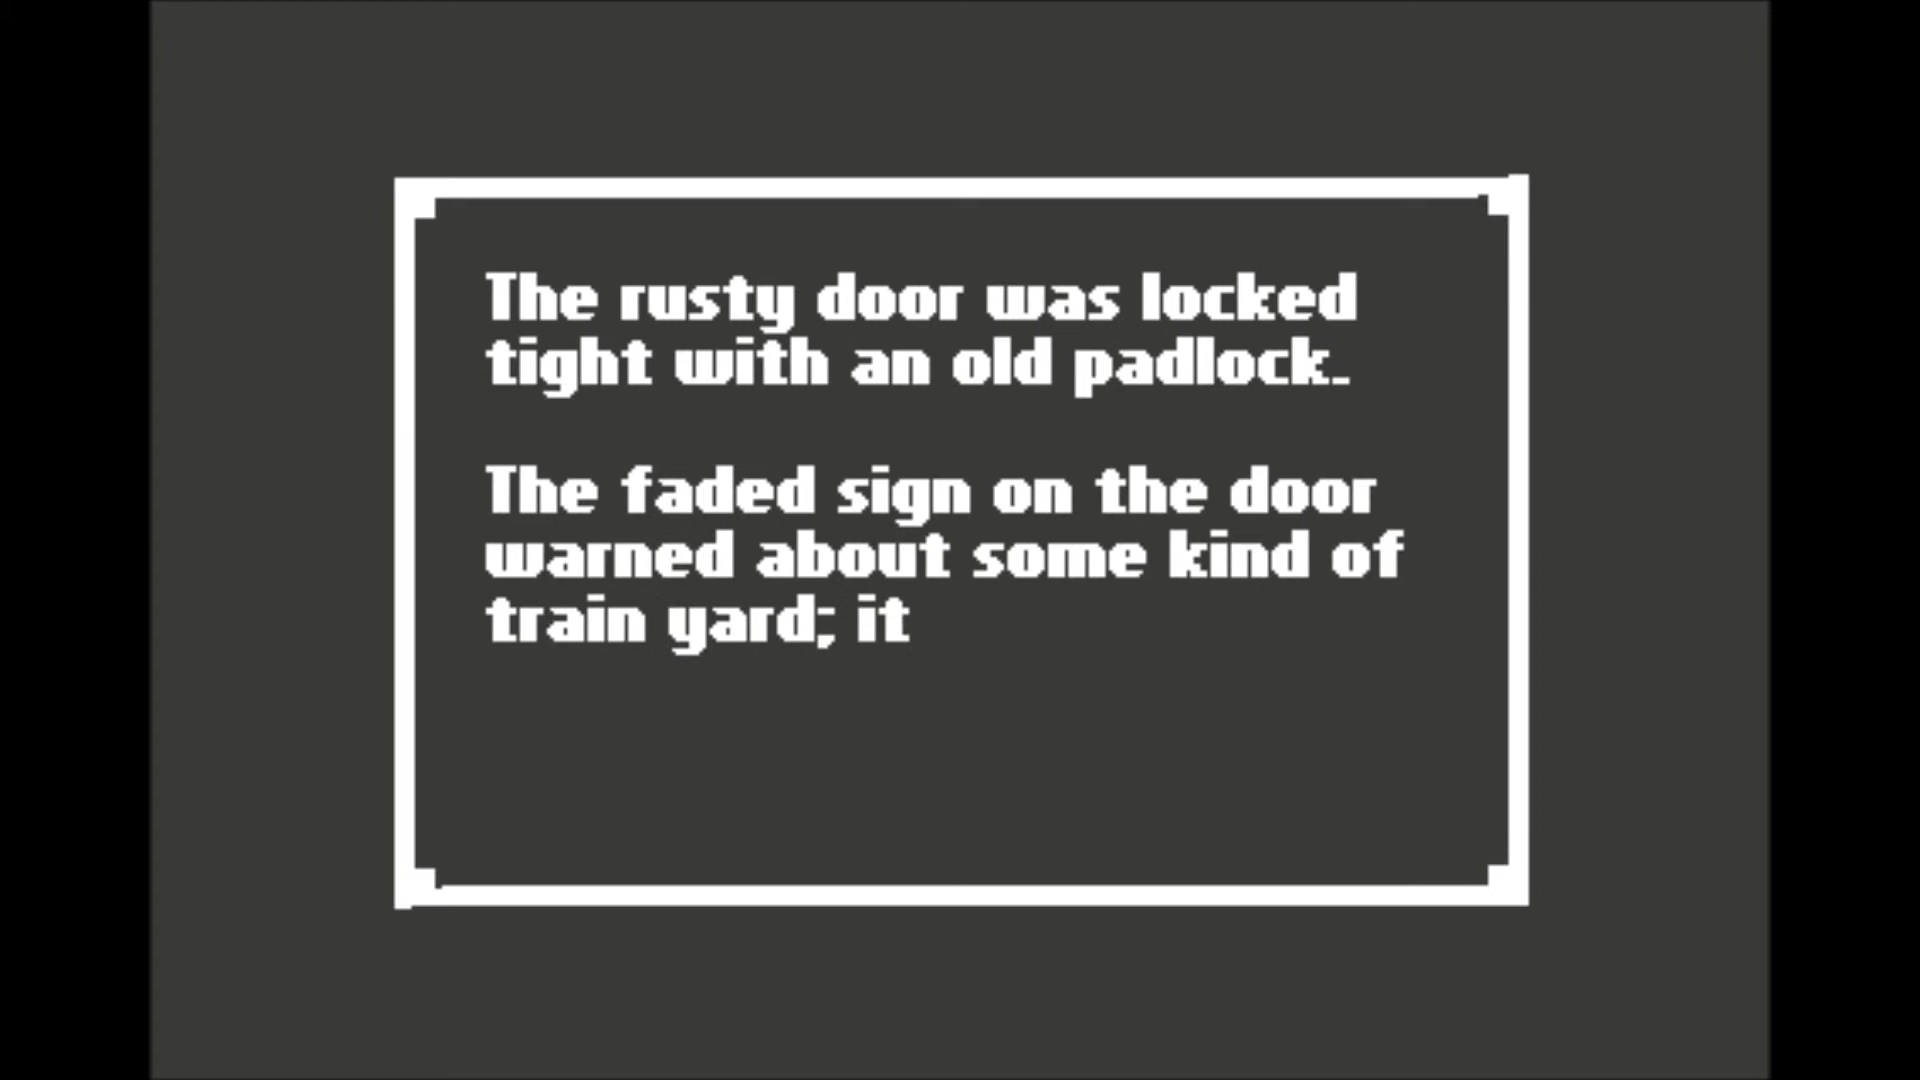 The rusty door was locked
tight with an old padlock.
The faded sign on the door
warned about some kind of
train yard; it